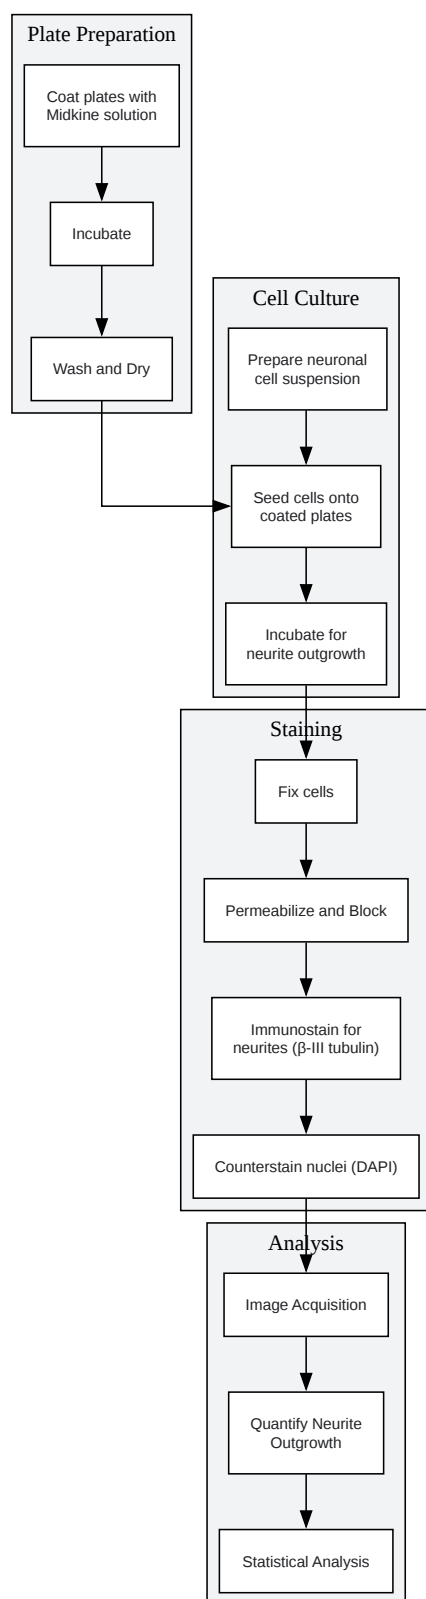 Plate Preparation
Coat plates with
Midkine solution
Incubate
Wash and Dry
Cell Culture
Prepare neuronal
cell suspension
Seed cells onto
coated plates
Incubate for
neurite outgrowth
Staining
Fix cells
Permeabilize and Block
Immunostain for
neurites (β-III tubulin)
Counterstain nuclei (DAPI)
Analysis
Image Acquisition
Quantify Neurite
Outgrowth
Statistical Analysis